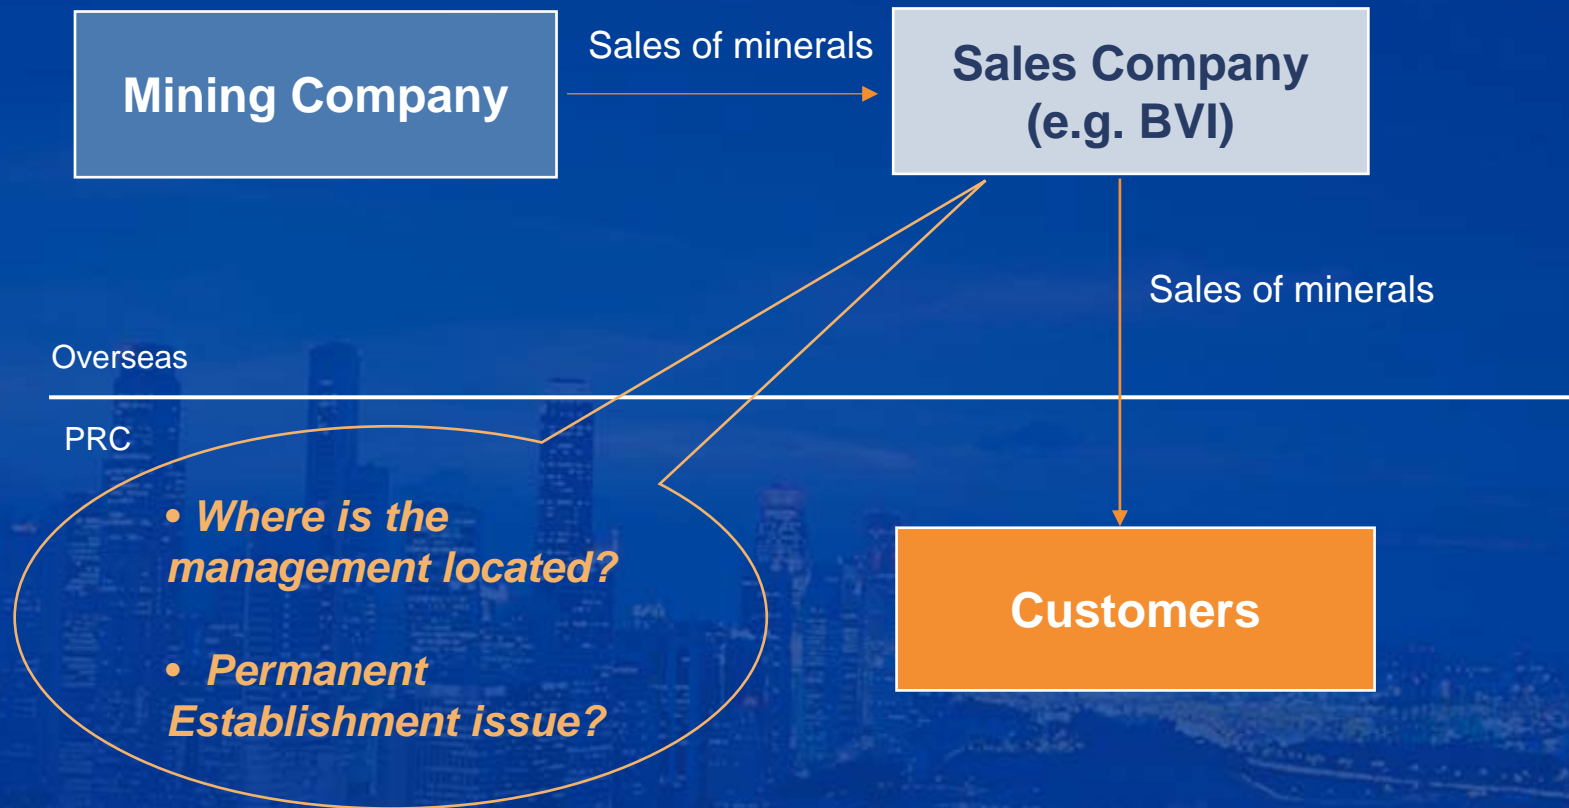 Mining Company
Sales of minerals
Sales Company
(e.g. BVI)
Sales of minerals
Overseas
PRC
• Where is the
management located?
• Permanent
Establishment issue?
Customers